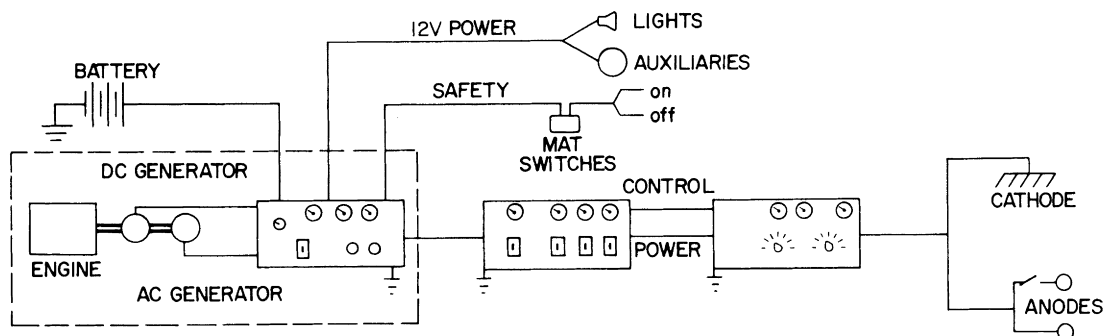 12V POWER
LIGHTS
AUXILIARIES
BATTERY
SAFETY
on
off
MAT
SWITCHES
DC GENERATOR
CONTROL
CATHODE
ENGINE
POWER
AC GENERATOR
ANODES